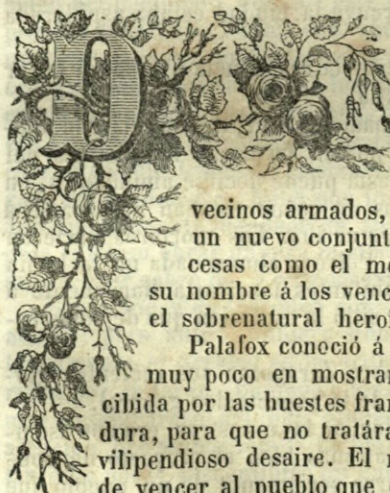 D
vecinos armados,
un nuevo conjunt
cesas como el m
su nombre á los venc
el sobrenatural hero
Palafox conoció á
muy poco en mostrar
cibida por las huestes fran
dura, para que no tratára
vilipendioso desaire. El
de vencer al pueblo que